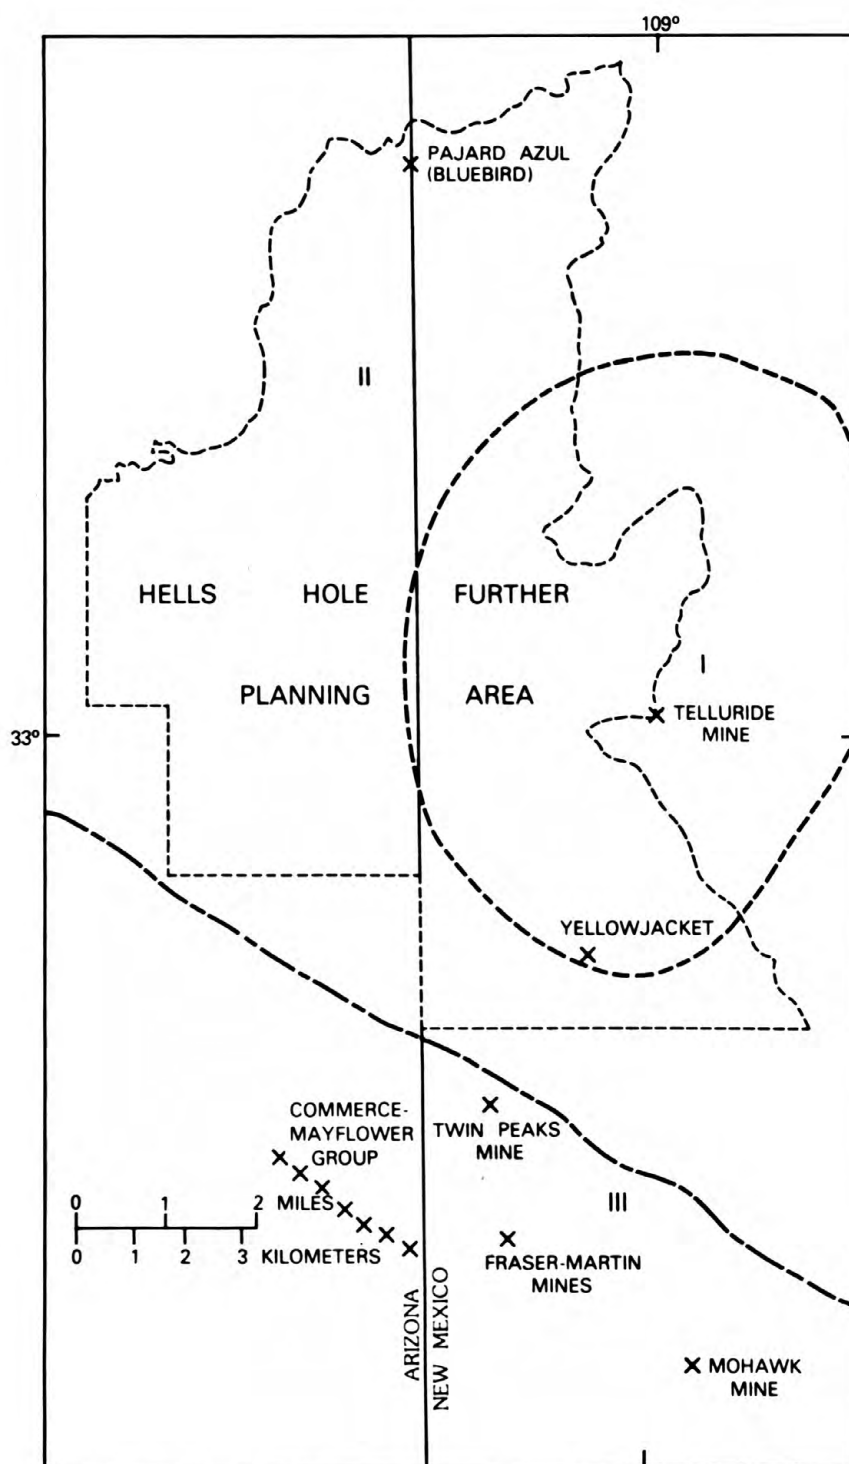 109°
PAJARD AZUL
(BLUEBIRD)
II
HELLS HOLE FURTHER
I
PLANNING AREA
TELLURIDE
MINE
33°
YELLOWJACKET
COMMERCE-
MAYFLOWER
GROUP
TWIN PEAKS
MINE
0 1 2
MILES
III
0 1 2 3 KILOMETERS
FRASER-MARTIN
MINES
ARIZONA
NEW MEXICO
MOHAWK
MINE